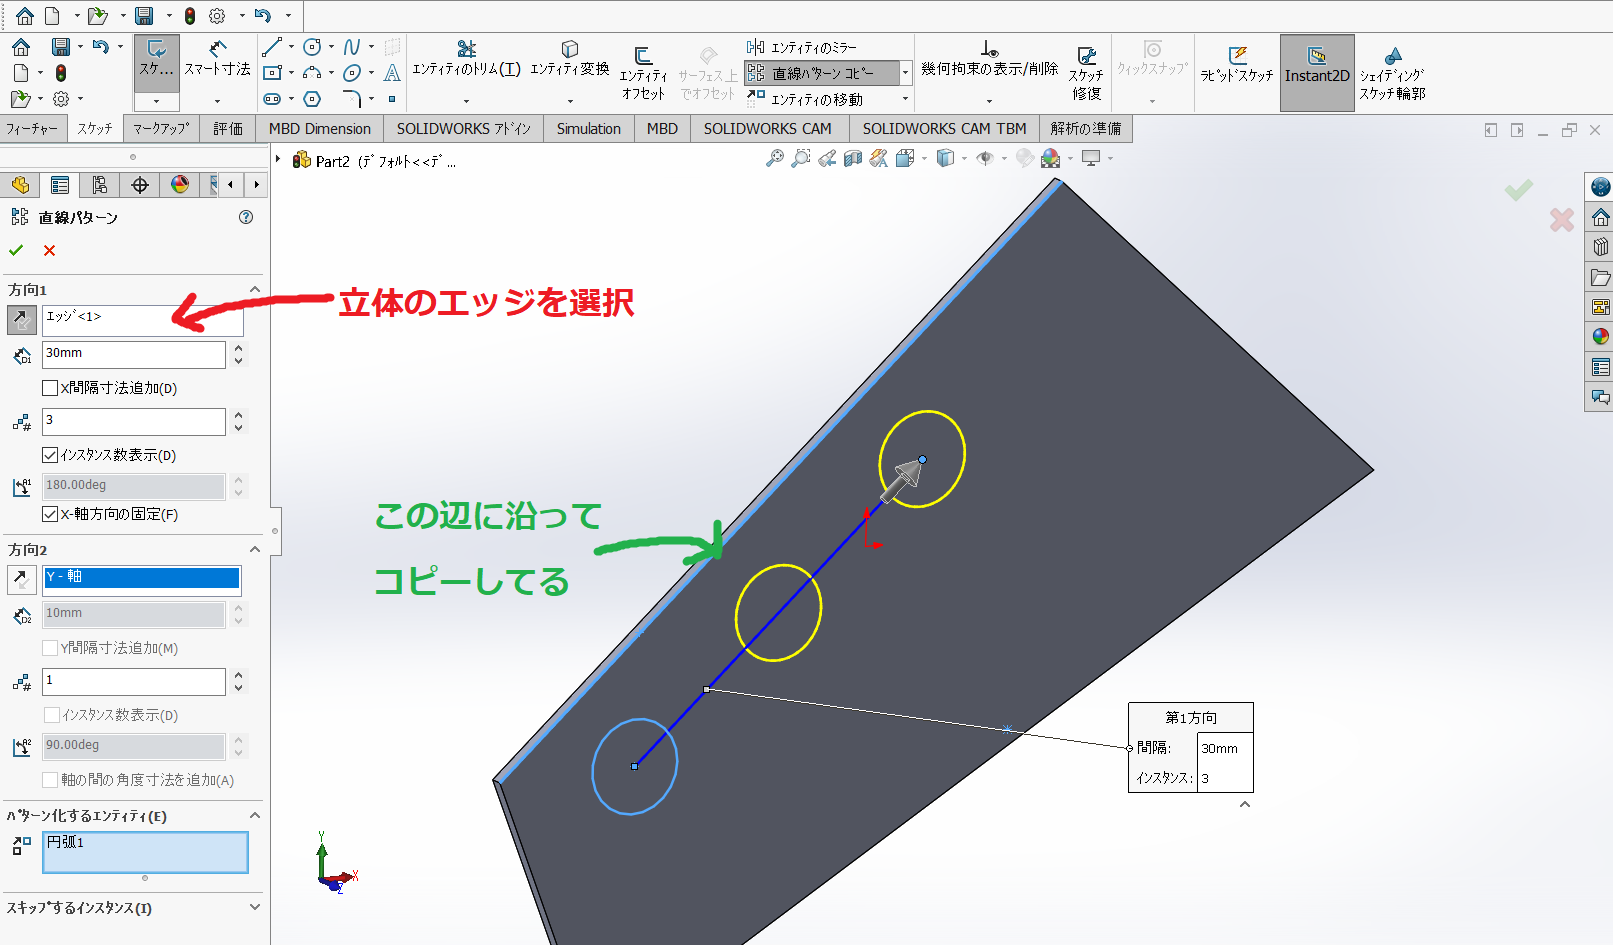 スケ...
スマート寸法
エンティティのトリム(T)
エンティティ変換
エンティティ
オフセット
サーフェス上
でオフセット
エンティティのミラー
直線パターン コピー
エンティティの移動
幾何拘束の表示/削除
スケッチ
修復
クィックスナップ
ラピッドスケッチ
Instant2D
シェイディング
スケッチ輪郭
フィーチャー
スケッチ
マークアップ
評価
MBD Dimension
SOLIDWORKS アドイン
Simulation
MBD
SOLIDWORKS CAM
SOLIDWORKS CAM TBM
解析の準備
Part2 (デフォルト<<デ...
直線パターン
方向1
エッジ<1>
30mm
X間隔寸法追加(D)
3
インスタンス数表示(D)
180.00deg
X-軸方向の固定(F)
方向2
Y - 軸
10mm
Y間隔寸法追加(M)
1
インスタンス数表示(D)
90.00deg
軸の間の角度寸法を追加(A)
パターン化するエンティティ(E)
円弧1
スキップするインスタンス(I)
立体のエッジを選択
この辺に沿って
コピーしてる
第1方向
間隔: 30mm
インスタンス: 3
Y
X
Z